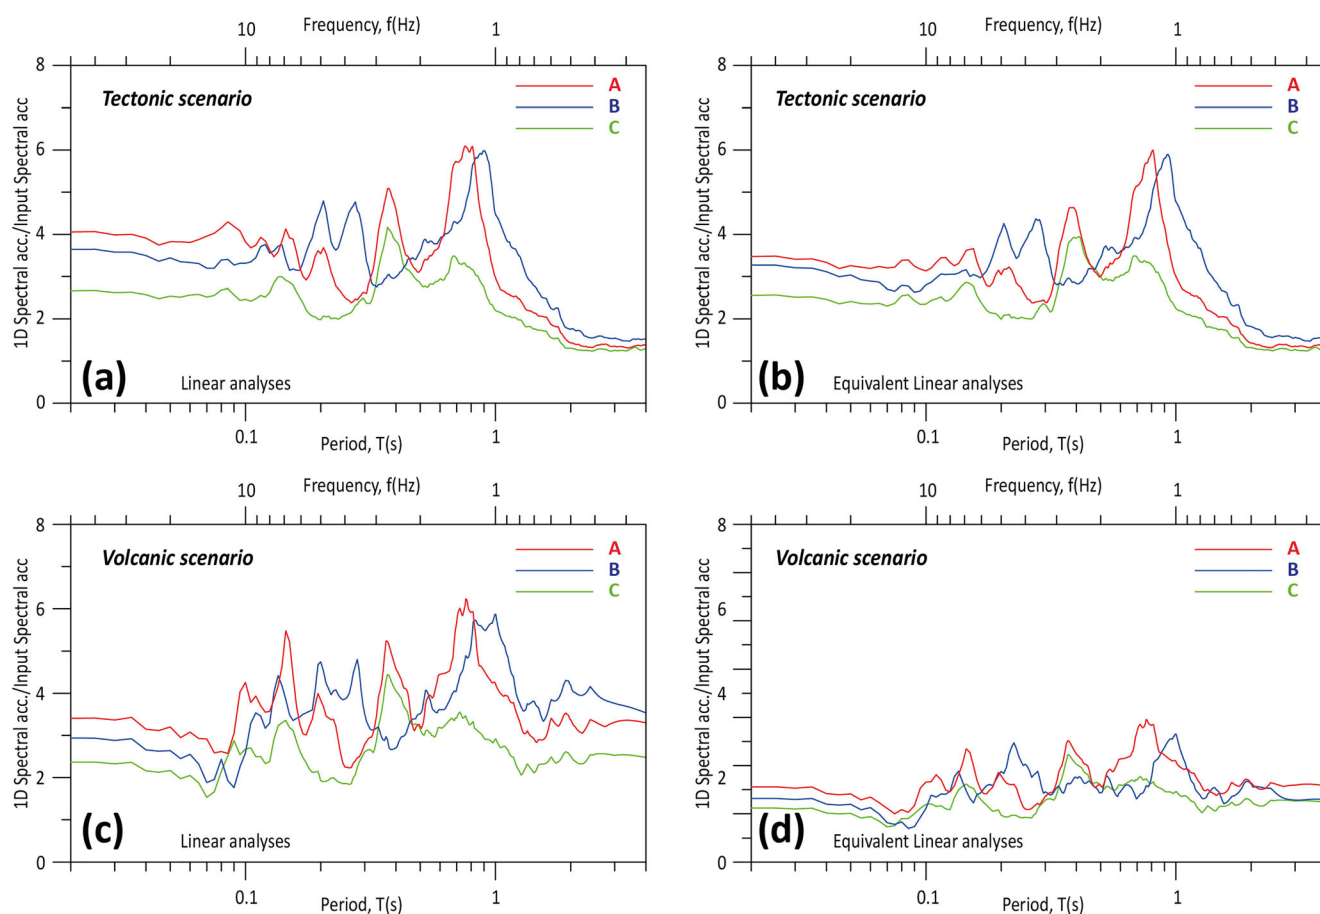 Frequency, f(Hz)
10 1
8
6
4
2
0
1D Spectral acc./Input Spectral acc
Tectonic scenario
A
B
C
(a)
Linear analyses
0.1 1
Period, T(s)
Frequency, f(Hz)
10 1
8
6
4
2
0
1D Spectral acc./Input Spectral acc
Tectonic scenario
A
B
C
(b)
Equivalent Linear analyses
0.1 1
Period, T(s)
Frequency, f(Hz)
10 1
8
6
4
2
0
1D Spectral acc./Input Spectral acc
Volcanic scenario
A
B
C
(c)
Linear analyses
0.1 1
Period, T(s)
Frequency, f(Hz)
10 1
8
6
4
2
0
1D Spectral acc./Input Spectral acc
Volcanic scenario
A
B
C
(d)
Equivalent Linear analyses
0.1 1
Period, T(s)